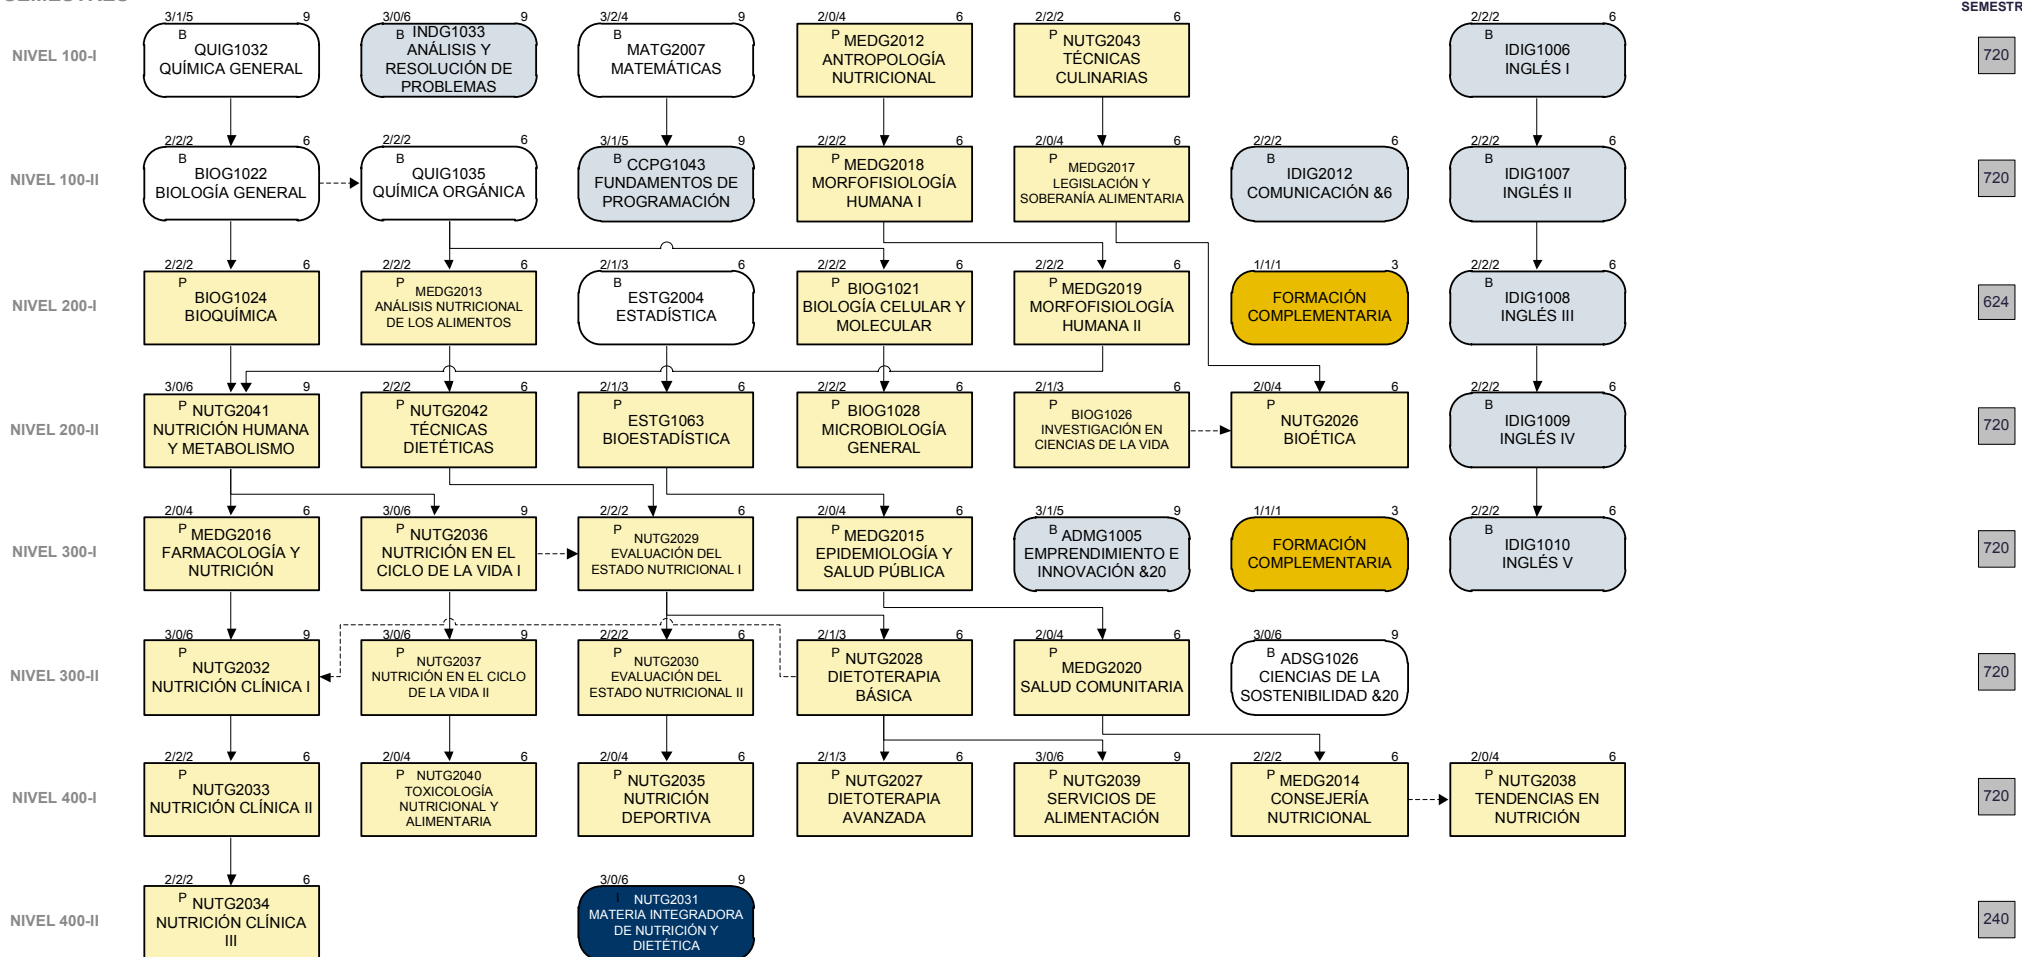 SEMESTRES
SEMESTR
NIVEL 100-I
3/1/5 9
B
QUIG1032
QUÍMICA GENERAL
3/0/6 9
B INDG1033
ANÁLISIS Y
RESOLUCIÓN DE
PROBLEMAS
3/2/4 9
B
MATG2007
MATEMÁTICAS
2/0/4 6
P MEDG2012
ANTROPOLOGÍA
NUTRICIONAL
2/2/2 6
P NUTG2043
TÉCNICAS
CULINARIAS
2/2/2 6
B
IDIG1006
INGLÉS I
720
NIVEL 100-II
2/2/2 6
B
BIOG1022
BIOLOGÍA GENERAL
2/2/2 6
B
QUIG1035
QUÍMICA ORGÁNICA
3/1/5 9
B CCPG1043
FUNDAMENTOS DE
PROGRAMACIÓN
2/2/2 6
P MEDG2018
MORFOFISIOLOGÍA
HUMANA I
2/0/4 6
P
MEDG2017
LEGISLACIÓN Y
SOBERANÍA ALIMENTARIA
2/2/2 6
B
IDIG2012
COMUNICACIÓN &6
2/2/2 6
B
IDIG1007
INGLÉS II
720
NIVEL 200-I
2/2/2 6
P
BIOG1024
BIOQUÍMICA
2/2/2 6
P
MEDG2013
ANÁLISIS NUTRICIONAL
DE LOS ALIMENTOS
2/1/3 6
B
ESTG2004
ESTADÍSTICA
2/2/2 6
P BIOG1021
BIOLOGÍA CELULAR Y
MOLECULAR
2/2/2 6
P MEDG2019
MORFOFISIOLOGÍA
HUMANA II
1/1/1 3
FORMACIÓN
COMPLEMENTARIA
2/2/2 6
B
IDIG1008
INGLÉS III
624
NIVEL 200-II
3/0/6 9
P NUTG2041
NUTRICIÓN HUMANA
Y METABOLISMO
2/2/2 6
P NUTG2042
TÉCNICAS
DIETÉTICAS
2/1/3 6
P
ESTG1063
BIOESTADÍSTICA
2/2/2 6
P BIOG1028
MICROBIOLOGÍA
GENERAL
2/1/3 6
P
BIOG1026
INVESTIGACIÓN EN
CIENCIAS DE LA VIDA
2/0/4 6
P
NUTG2026
BIOÉTICA
2/2/2 6
B
IDIG1009
INGLÉS IV
720
NIVEL 300-I
2/0/4 6
P MEDG2016
FARMACOLOGÍA Y
NUTRICIÓN
3/0/6 9
P NUTG2036
NUTRICIÓN EN EL
CICLO DE LA VIDA I
2/2/2 6
P
NUTG2029
EVALUACIÓN DEL
ESTADO NUTRICIONAL I
2/0/4 6
P MEDG2015
EPIDEMIOLOGÍA Y
SALUD PÚBLICA
3/1/5 9
B ADMG1005
EMPRENDIMIENTO E
INNOVACIÓN &20
1/1/1 3
FORMACIÓN
COMPLEMENTARIA
2/2/2 6
B
IDIG1010
INGLÉS V
720
NIVEL 300-II
3/0/6 9
P
NUTG2032
NUTRICIÓN CLÍNICA I
3/0/6 9
P
NUTG2037
NUTRICIÓN EN EL CICLO
DE LA VIDA II
2/2/2 6
P
NUTG2030
EVALUACIÓN DEL
ESTADO NUTRICIONAL II
2/1/3 6
P NUTG2028
DIETOTERAPIA
BÁSICA
2/0/4 6
P
MEDG2020
SALUD COMUNITARIA
3/0/6 9
B ADSG1026
CIENCIAS DE LA
SOSTENIBILIDAD &20
720
NIVEL 400-I
2/2/2 6
P
NUTG2033
NUTRICIÓN CLÍNICA II
2/0/4 6
P NUTG2040
TOXICOLOGÍA
NUTRICIONAL Y
ALIMENTARIA
2/0/4 6
P NUTG2035
NUTRICIÓN
DEPORTIVA
2/1/3 6
P NUTG2027
DIETOTERAPIA
AVANZADA
3/0/6 9
P NUTG2039
SERVICIOS DE
ALIMENTACIÓN
2/2/2 6
P MEDG2014
CONSEJERÍA
NUTRICIONAL
2/0/4 6
P NUTG2038
TENDENCIAS EN
NUTRICIÓN
720
NIVEL 400-II
2/2/2 6
P NUTG2034
NUTRICIÓN CLÍNICA
III
3/0/6 9
I NUTG2031
MATERIA INTEGRADORA
DE NUTRICIÓN Y
DIETÉTICA
240